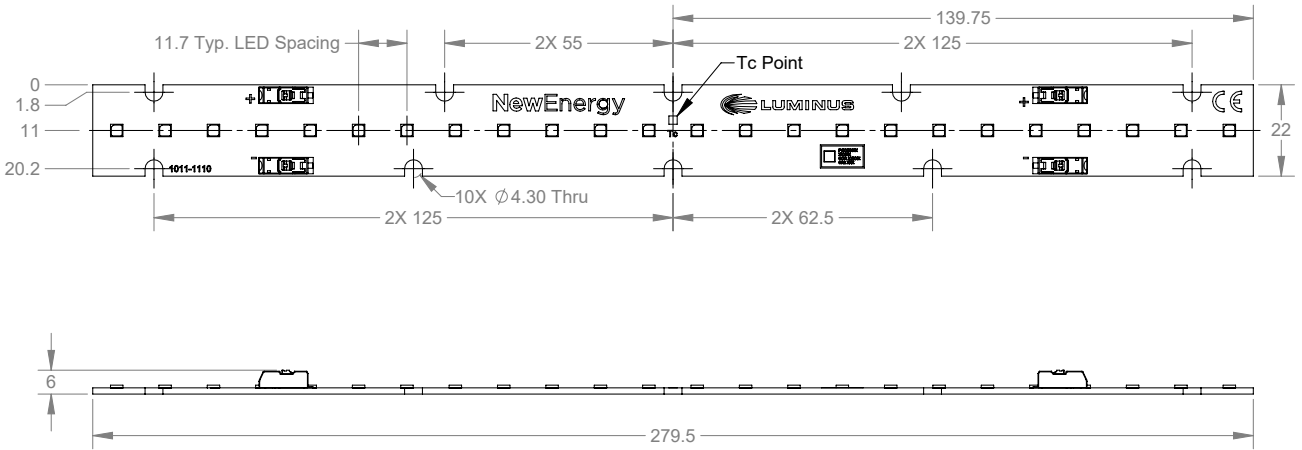 139.75
11.7 Typ. LED Spacing
2X 55
2X 125
Tc Point
0
1.8
11
20.2
+
NewEnergy
LUMINUS
+
CE
TC
22
-
1011-1110
-
10X ∅4.30 Thru
2X 125
2X 62.5
6
279.5